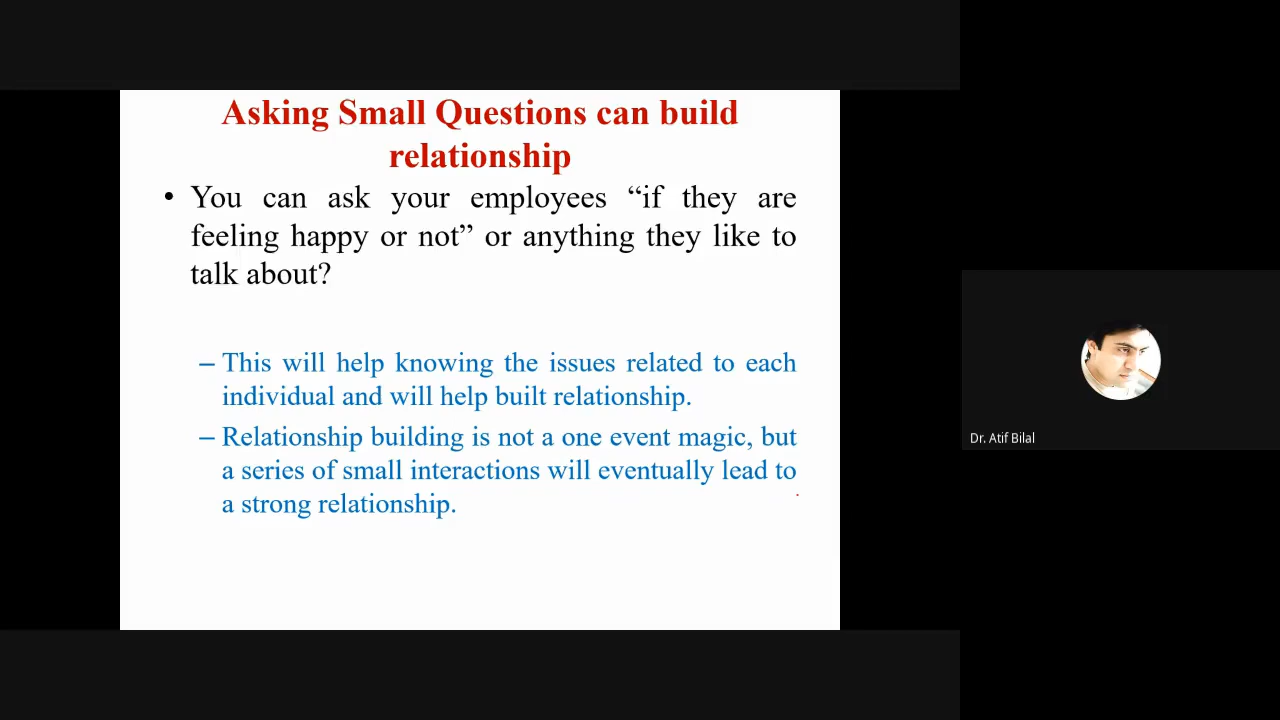 Asking Small Questions can build
relationship
• You can ask your employees “if they are
feeling happy or not” or anything they like to
talk about?
– This will help knowing the issues related to each
individual and will help built relationship.
– Relationship building is not a one event magic, but
a series of small interactions will eventually lead to
a strong relationship.
Dr. Atif Bilal